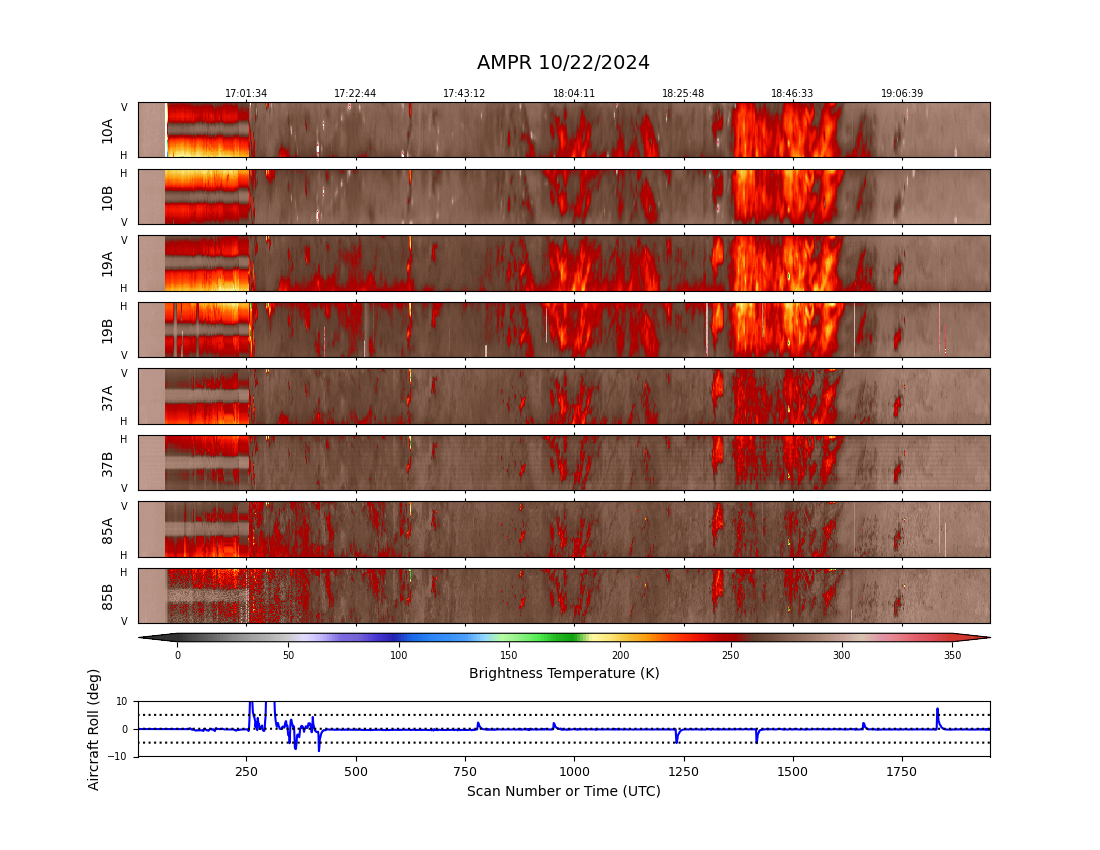 AMPR 10/22/2024
17:01:34 17:22:44 17:43:12 18:04:11 18:25:48 18:46:33 19:06:39
V
10A
H
H
10B
V
V
19A
H
H
19B
V
V
37A
H
H
37B
V
V
85A
H
H
85B
V
0 50 100 150 200 250 300 350
Brightness Temperature (K)
Aircraft Roll (deg)
10
0
−10
250 500 750 1000 1250 1500 1750
Scan Number or Time (UTC)